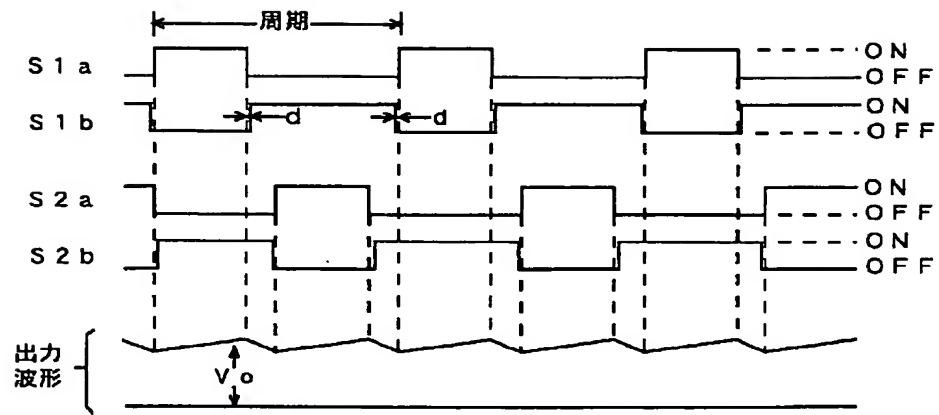 周期
S1a
ON
OFF
S1b
d
d
ON
OFF
S2a
ON
OFF
S2b
ON
OFF
出力
波形
Vo